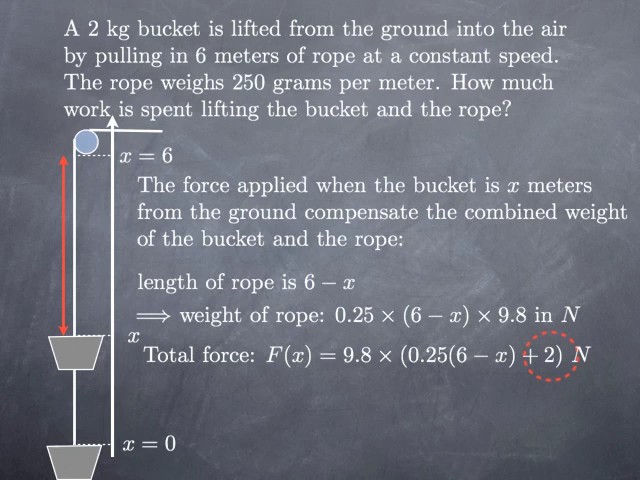 A 2 kg bucket is lifted from the ground into the air
by pulling in 6 meters of rope at a constant speed.
The rope weighs 250 grams per meter. How much
work is spent lifting the bucket and the rope?
x = 6
The force applied when the bucket is x meters
from the ground compensate the combined weight
of the bucket and the rope:
length of rope is 6 − x
⟹ weight of rope: 0.25 × (6 − x) × 9.8 in N
x
Total force: F(x) = 9.8 × (0.25(6 − x) + 2) N
x = 0